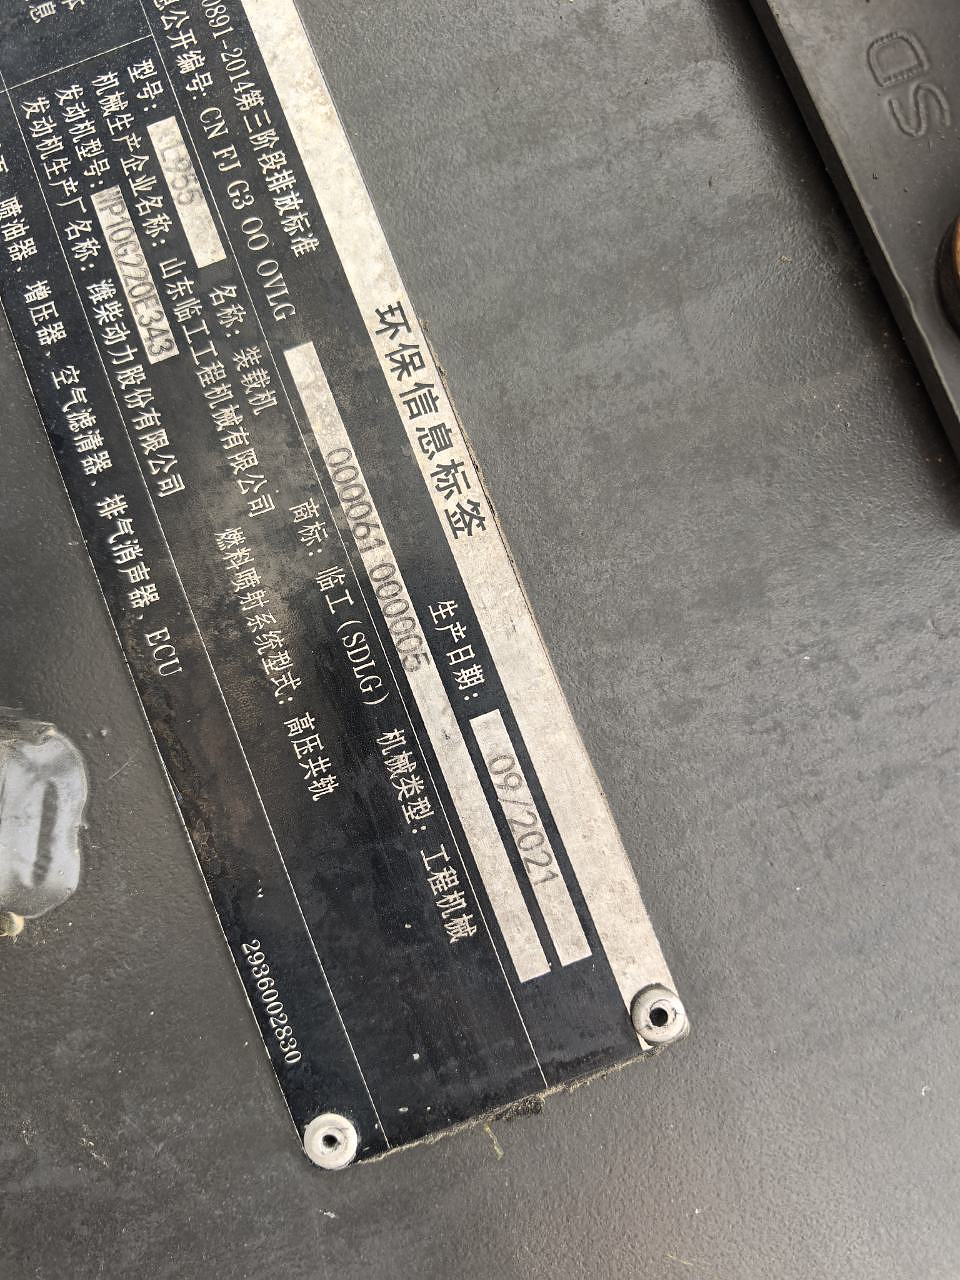 环保信息标签
生产日期: 09/2021
0891-2014第三阶段排放标准
息公开编号: CN FJ G3 00 0VLG 000061 000005
型号: L955 名称: 装载机 商标: 临工(SDLG) 机械类型: 工程机械
机械生产企业名称: 山东临工工程机械有限公司
发动机型号: WP10G220E343 燃料喷射系统型式: 高压共轨
发动机生产厂名称: 潍柴动力股份有限公司
喷油器、增压器、空气滤清器、排气消声器、ECU
2936002830
息
SD